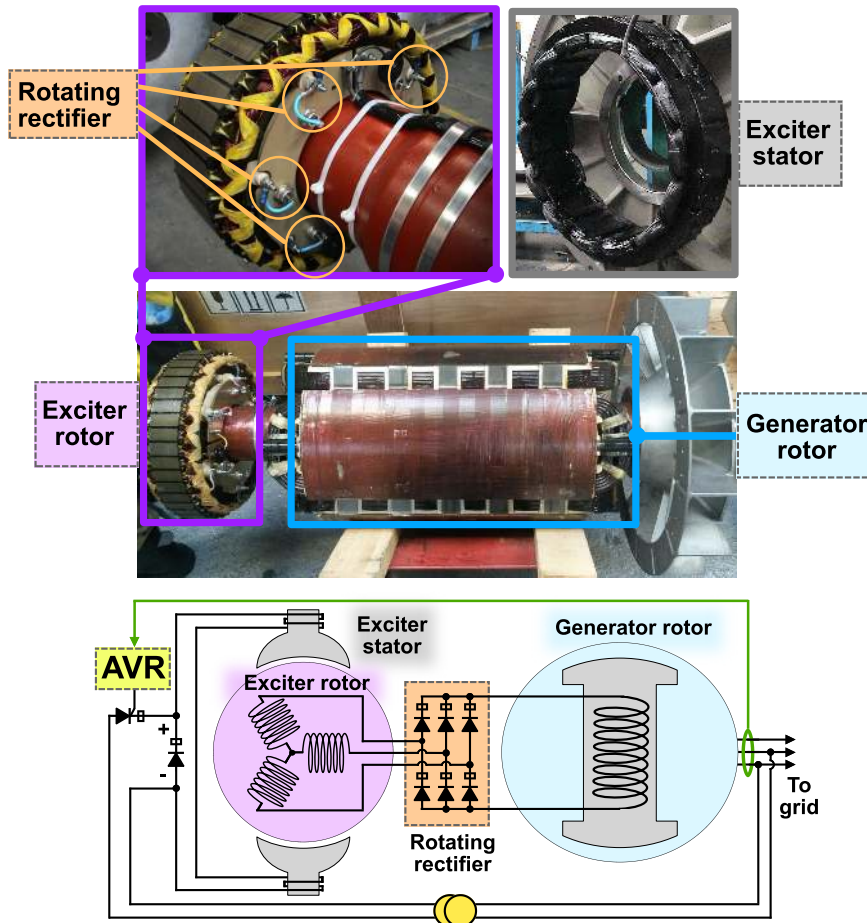 Rotating
rectifier
Exciter
stator
Exciter
rotor
Generator
rotor
Exciter
stator
Generator rotor
AVR
Exciter rotor
+
-
To
grid
Rotating
rectifier